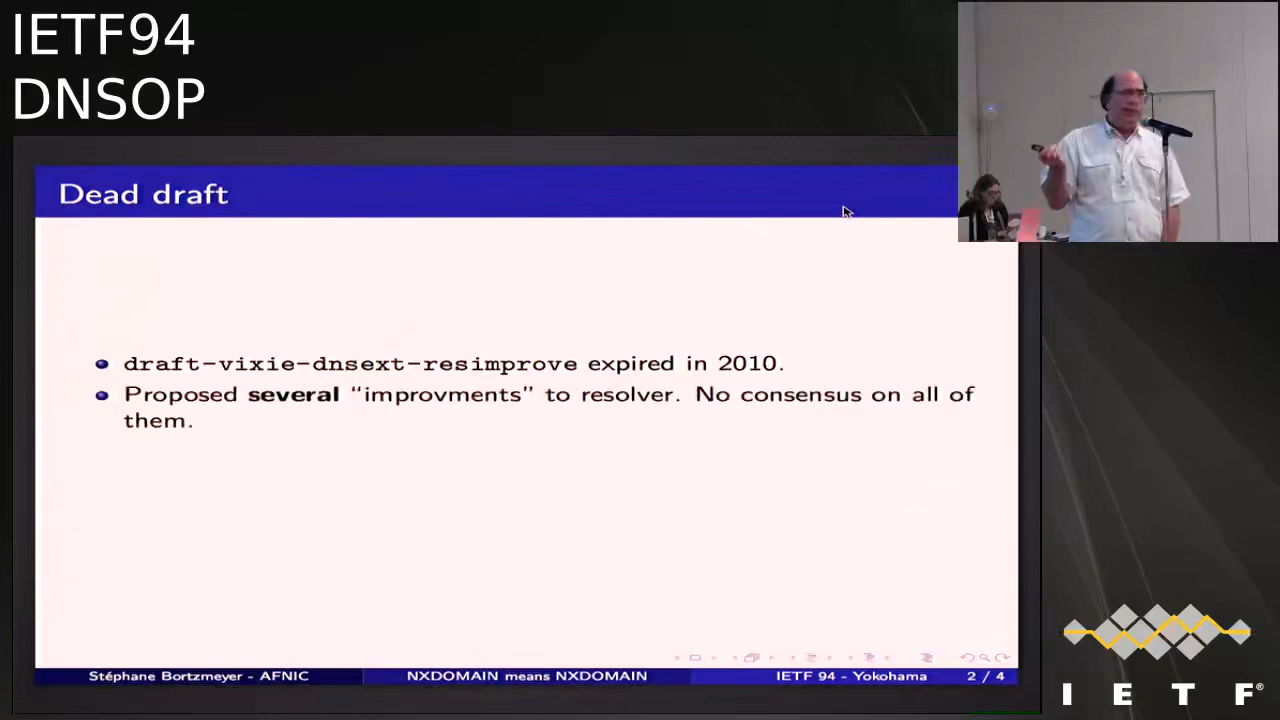 IETF94
DNSOP
Dead draft
draft-vixie-dnsext-resimprove expired in 2010.
Proposed several “improvments” to resolver. No consensus on all of
them.
Stéphane Bortzmeyer - AFNIC
NXDOMAIN means NXDOMAIN
IETF 94 - Yokohama
2 / 4
I E T F®